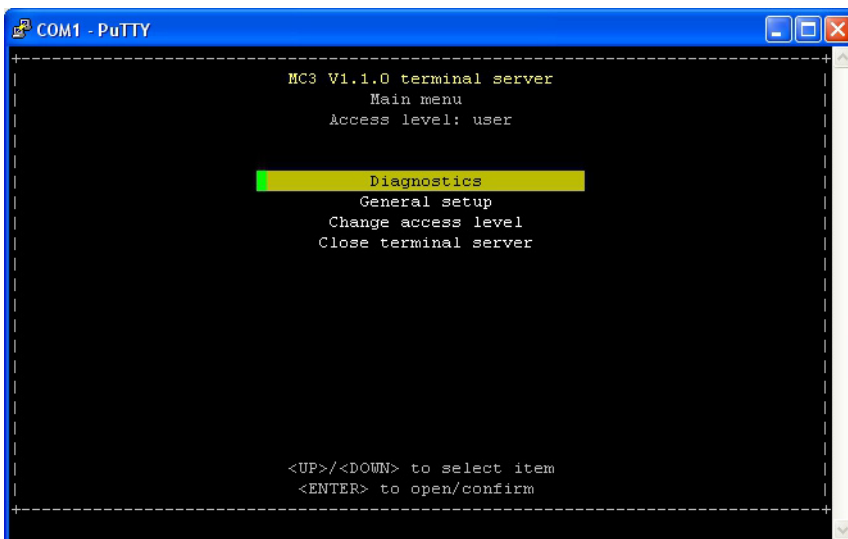 COM1 - PuTTY
MC3 V1.1.0 terminal server
Main menu
Access level: user
Diagnostics
General setup
Change access level
Close terminal server
<UP>/<DOWN> to select item
<ENTER> to open/confirm